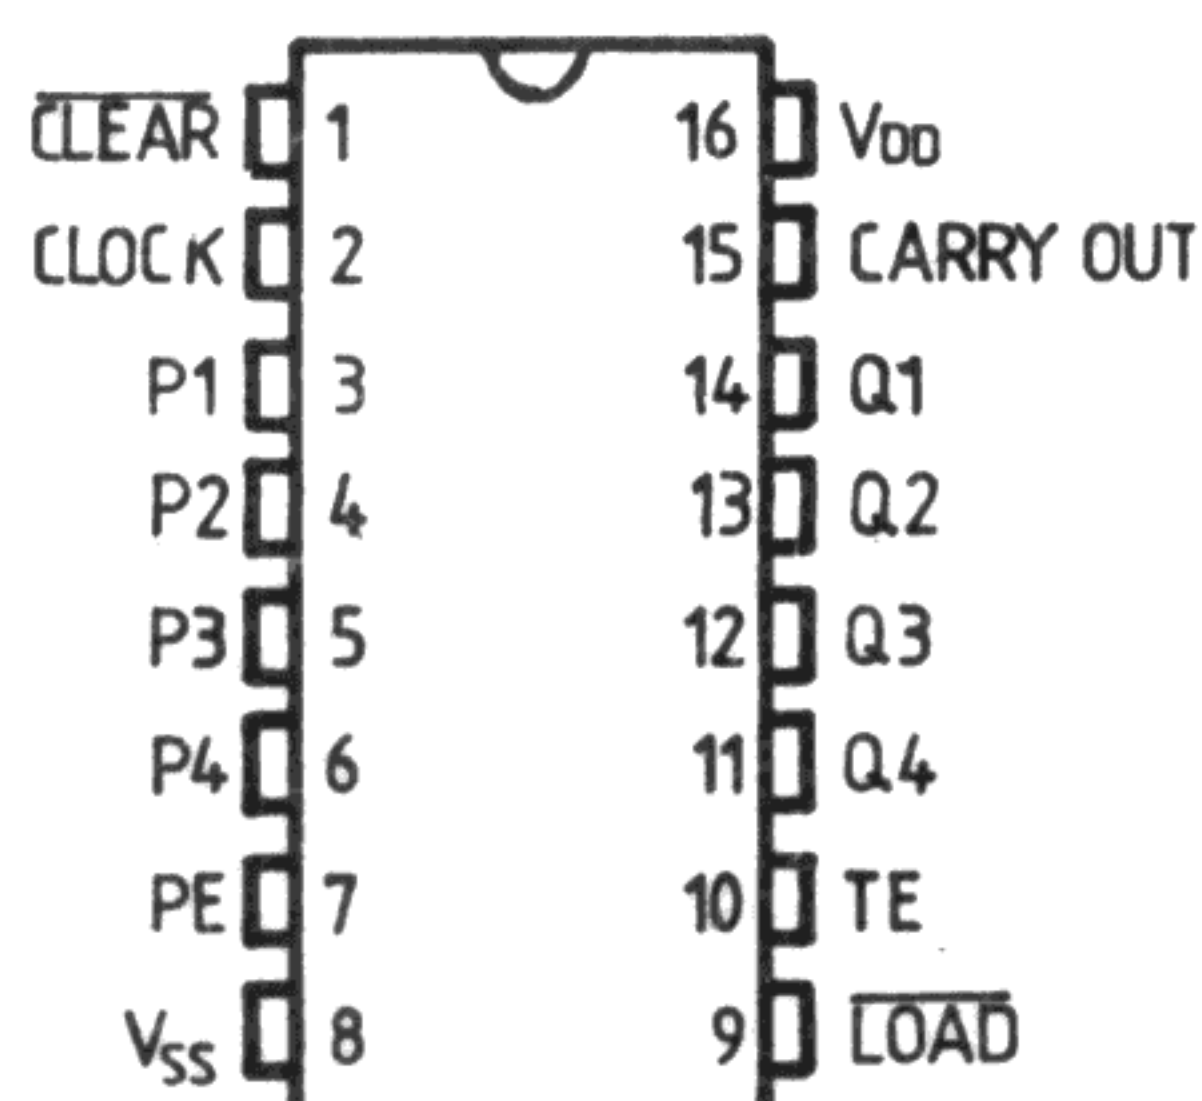 CLEAR 1 16 VDD
CLOCK 2 15 CARRY OUT
P1 3 14 Q1
P2 4 13 Q2
P3 5 12 Q3
P4 6 11 Q4
PE 7 10 TE
VSS 8 9 LOAD